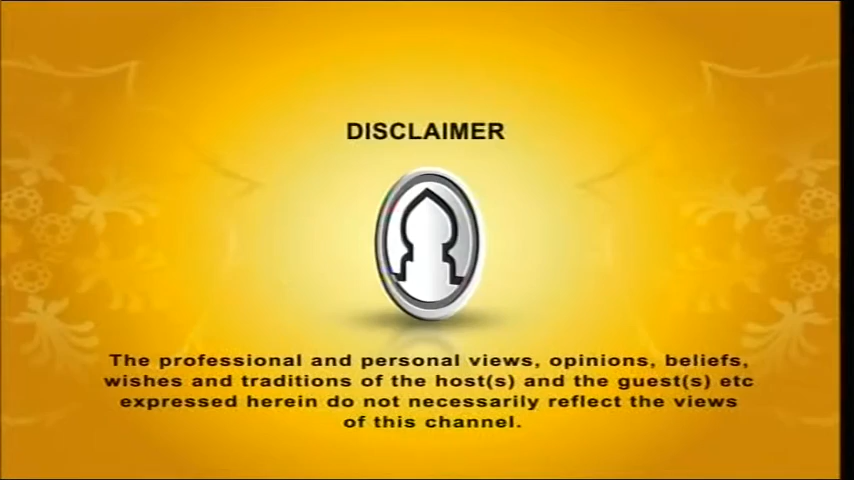 DISCLAIMER
The professional and personal views, opinions, beliefs,
wishes and traditions of the host(s) and the guest(s) etc
expressed herein do not necessarily reflect the views
of this channel.